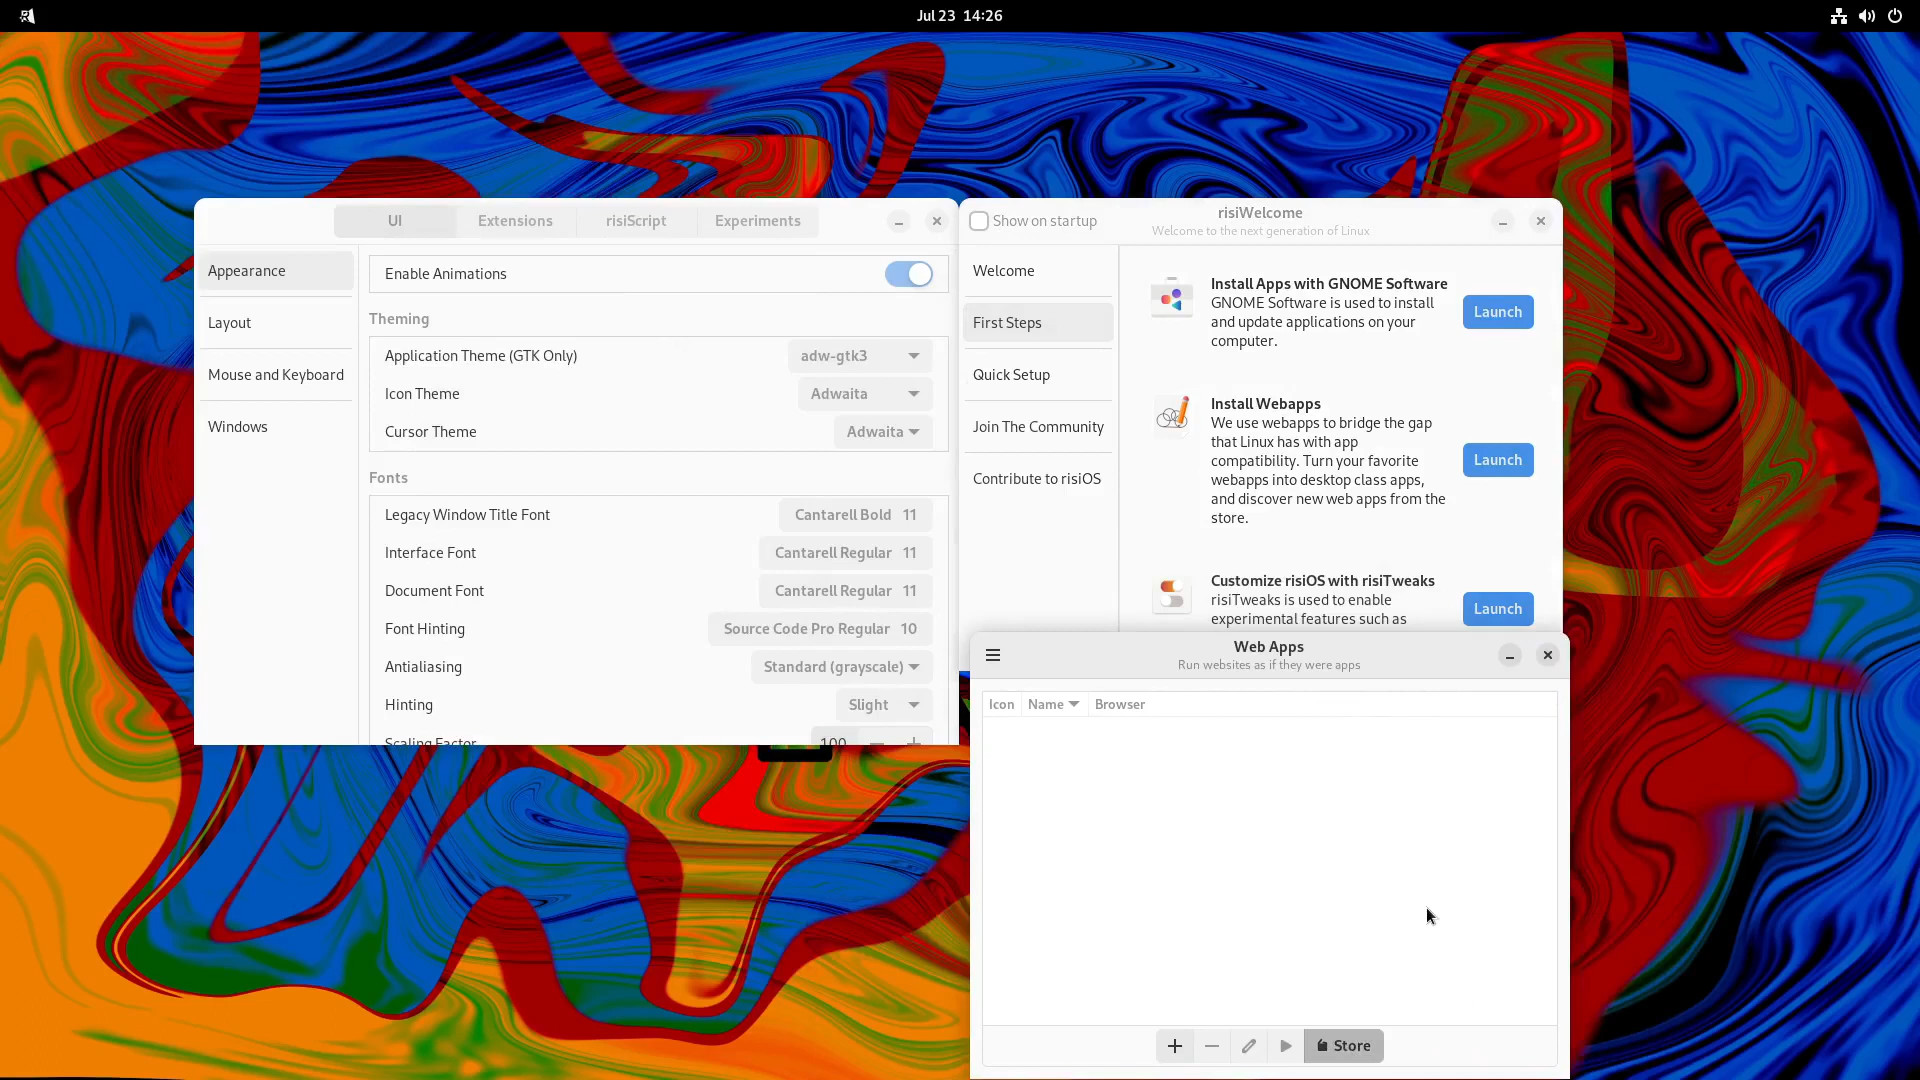 Jul 23 14:26
UI Extensions risiScript Experiments
Appearance
Layout
Mouse and Keyboard
Windows
Enable Animations
Theming
Application Theme (GTK Only) adw-gtk3
Icon Theme Adwaita
Cursor Theme Adwaita
Fonts
Legacy Window Title Font Cantarell Bold 11
Interface Font Cantarell Regular 11
Document Font Cantarell Regular 11
Font Hinting Source Code Pro Regular 10
Antialiasing Standard (grayscale)
Hinting Slight
Scaling Factor 100
Show on startup
risiWelcome
Welcome to the next generation of Linux
Welcome
First Steps
Quick Setup
Join The Community
Contribute to risiOS
Install Apps with GNOME Software
GNOME Software is used to install
and update applications on your
computer.
Launch
Install Webapps
We use webapps to bridge the gap
that Linux has with app
compatibility. Turn your favorite
webapps into desktop class apps,
and discover new web apps from the
store.
Launch
Customize risiOS with risiTweaks
risiTweaks is used to enable
experimental features such as
Launch
Web Apps
Run websites as if they were apps
Icon Name Browser
Store